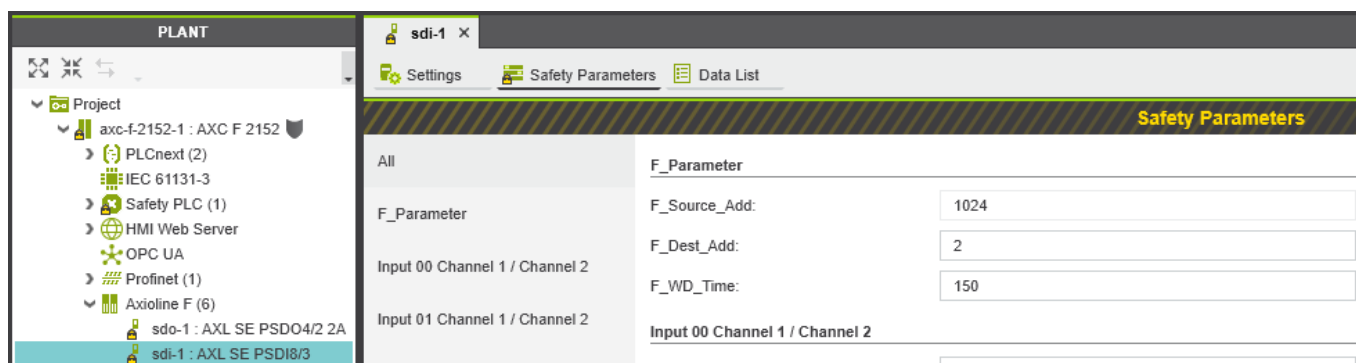 PLANT
Project
axc-f-2152-1 : AXC F 2152
PLCnext (2)
IEC 61131-3
Safety PLC (1)
HMI Web Server
OPC UA
Profinet (1)
Axioline F (6)
sdo-1 : AXL SE PSDO4/2 2A
sdi-1 : AXL SE PSDI8/3
sdi-1
Settings Safety Parameters Data List
Safety Parameters
All
F_Parameter
Input 00 Channel 1 / Channel 2
Input 01 Channel 1 / Channel 2
F_Parameter
F_Source_Add: 1024
F_Dest_Add: 2
F_WD_Time: 150
Input 00 Channel 1 / Channel 2